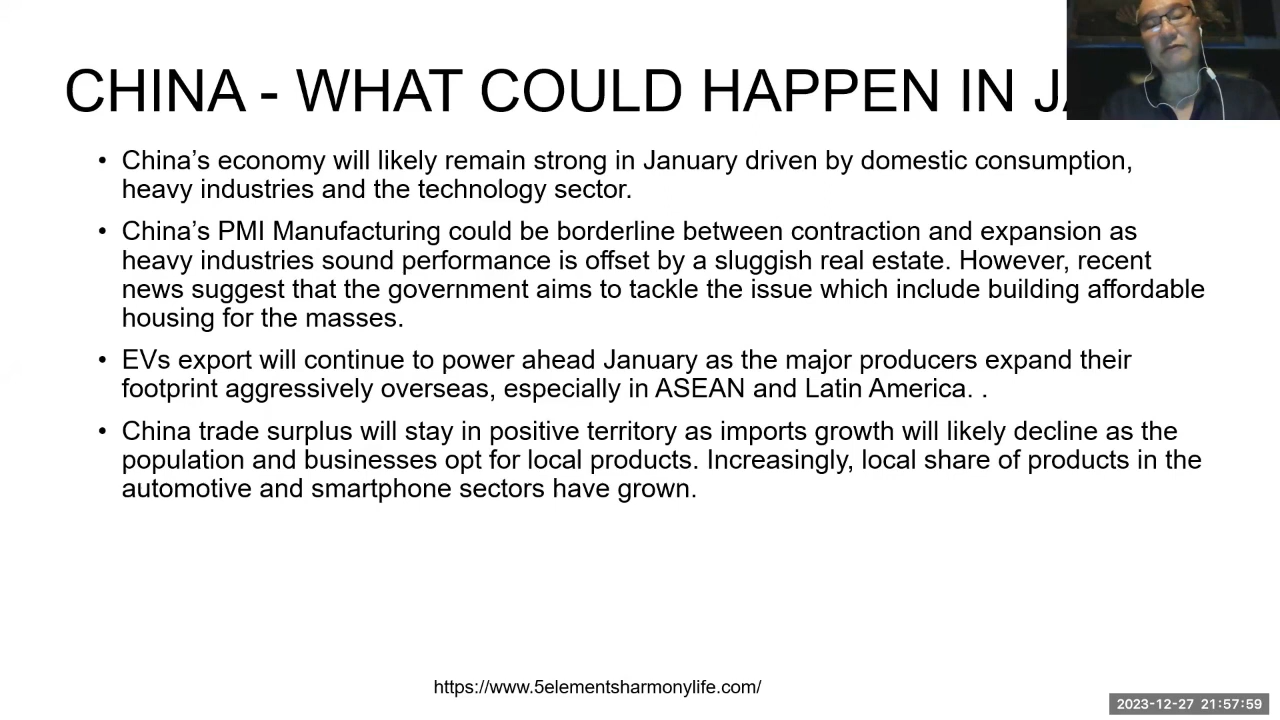 CHINA - WHAT COULD HAPPEN IN
• China’s economy will likely remain strong in January driven by domestic consumption,
heavy industries and the technology sector.
• China’s PMI Manufacturing could be borderline between contraction and expansion as
heavy industries sound performance is offset by a sluggish real estate. However, recent
news suggest that the government aims to tackle the issue which include building affordable
housing for the masses.
• EVs export will continue to power ahead January as the major producers expand their
footprint aggressively overseas, especially in ASEAN and Latin America. .
• China trade surplus will stay in positive territory as imports growth will likely decline as the
population and businesses opt for local products. Increasingly, local share of products in the
automotive and smartphone sectors have grown.
https://www.5elementsharmonylife.com/
2023-12-27 21:57:59